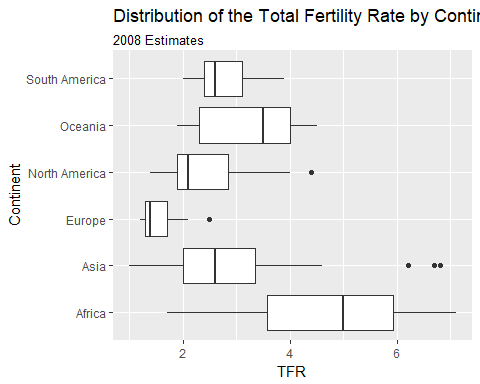 Distribution of the Total Fertility Rate by Contin
2008 Estimates
South America
Oceania
North America
Europe
Asia
Africa
Continent
2
4
6
TFR